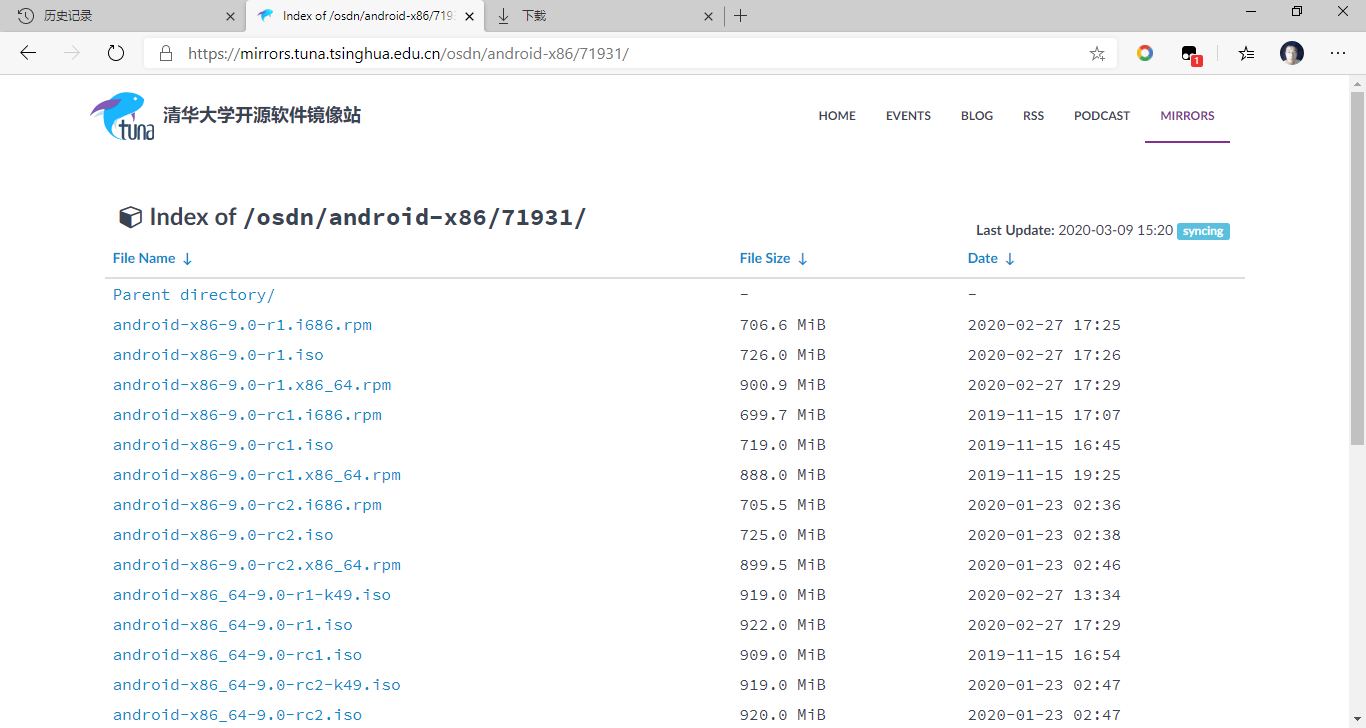 历史记录
Index of /osdn/android-x86/719
下载
https://mirrors.tuna.tsinghua.edu.cn/osdn/android-x86/71931/
1
tuna
清华大学开源软件镜像站
HOME EVENTS BLOG RSS PODCAST MIRRORS
Index of /osdn/android-x86/71931/
Last Update: 2020-03-09 15:20 syncing
File Name ↓ File Size ↓ Date ↓
Parent directory/ - -
android-x86-9.0-r1.i686.rpm 706.6 MiB 2020-02-27 17:25
android-x86-9.0-r1.iso 726.0 MiB 2020-02-27 17:26
android-x86-9.0-r1.x86_64.rpm 900.9 MiB 2020-02-27 17:29
android-x86-9.0-rc1.i686.rpm 699.7 MiB 2019-11-15 17:07
android-x86-9.0-rc1.iso 719.0 MiB 2019-11-15 16:45
android-x86-9.0-rc1.x86_64.rpm 888.0 MiB 2019-11-15 19:25
android-x86-9.0-rc2.i686.rpm 705.5 MiB 2020-01-23 02:36
android-x86-9.0-rc2.iso 725.0 MiB 2020-01-23 02:38
android-x86-9.0-rc2.x86_64.rpm 899.5 MiB 2020-01-23 02:46
android-x86_64-9.0-r1-k49.iso 919.0 MiB 2020-02-27 13:34
android-x86_64-9.0-r1.iso 922.0 MiB 2020-02-27 17:29
android-x86_64-9.0-rc1.iso 909.0 MiB 2019-11-15 16:54
android-x86_64-9.0-rc2-k49.iso 919.0 MiB 2020-01-23 02:47
android-x86_64-9.0-rc2.iso 920.0 MiB 2020-01-23 02:47